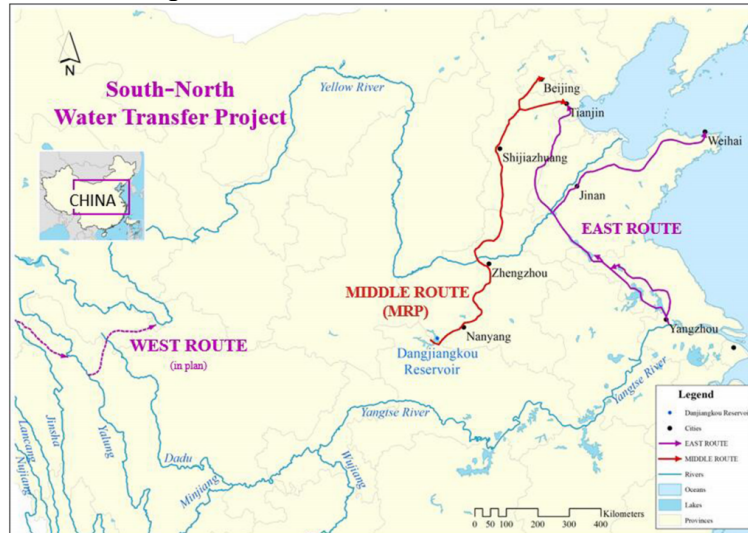 N
South-North
Water Transfer Project
CHINA
Yellow River
Beijing
Tianjin
Shijiazhuang
Weihai
Jinan
EAST ROUTE
Zhengzhou
MIDDLE ROUTE
(MRP)
Nanyang
Dangjiangkou
Reservoir
Yangzhou
WEST ROUTE
(in plan)
Yangtse River
Yangtse River
Lancang
Nujiang
Jinsha
Yalung
Dadu
Minjiang
Wujiang
Legend
Danjiangkou Reservoir
Cities
EAST ROUTE
MIDDLE ROUTE
Rivers
Oceans
Lakes
Provinces
Kilometers
0 50 100 200 300 400